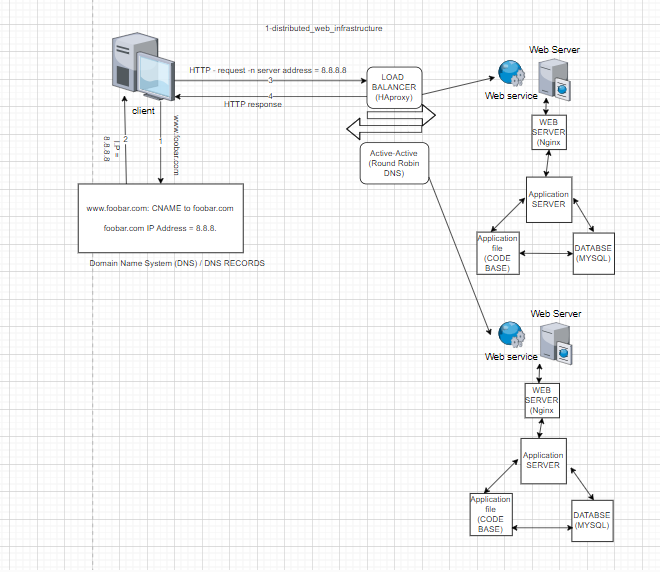 1-distributed_web_infrastructure
HTTP - request -n server address = 8.8.8.8
3
4
HTTP response
client
2
1
IP =
8.8.8.8
www.foobar.com
www.foobar.com: CNAME to foobar.com
foobar.com IP Address = 8.8.8.
Domain Name System (DNS) / DNS RECORDS
LOAD
BALANCER
(HAproxy)
Active-Active
(Round Robin
DNS)
Web Server
Web service
WEB
SERVER
(Nginx
Application
SERVER
Application
file
(CODE
BASE)
DATABSE
(MYSQL)
Web Server
Web service
WEB
SERVER
(Nginx
Application
SERVER
Application
file
(CODE
BASE)
DATABSE
(MYSQL)